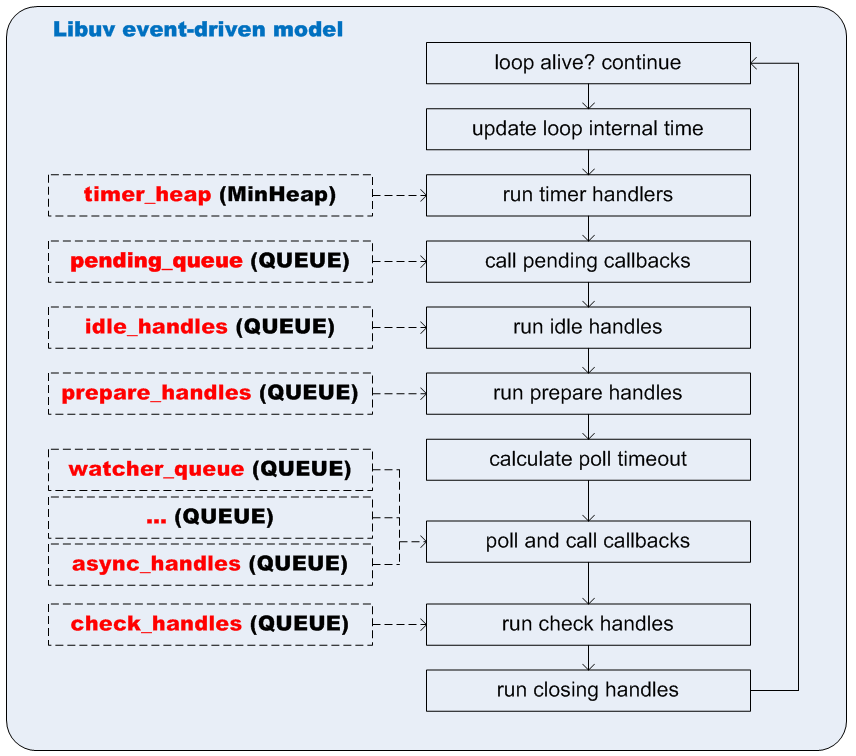 Libuv event-driven model
loop alive? continue
update loop internal time
timer_heap (MinHeap)
run timer handlers
pending_queue (QUEUE)
call pending callbacks
idle_handles (QUEUE)
run idle handles
prepare_handles (QUEUE)
run prepare handles
calculate poll timeout
watcher_queue (QUEUE)
... (QUEUE)
poll and call callbacks
async_handles (QUEUE)
check_handles (QUEUE)
run check handles
run closing handles